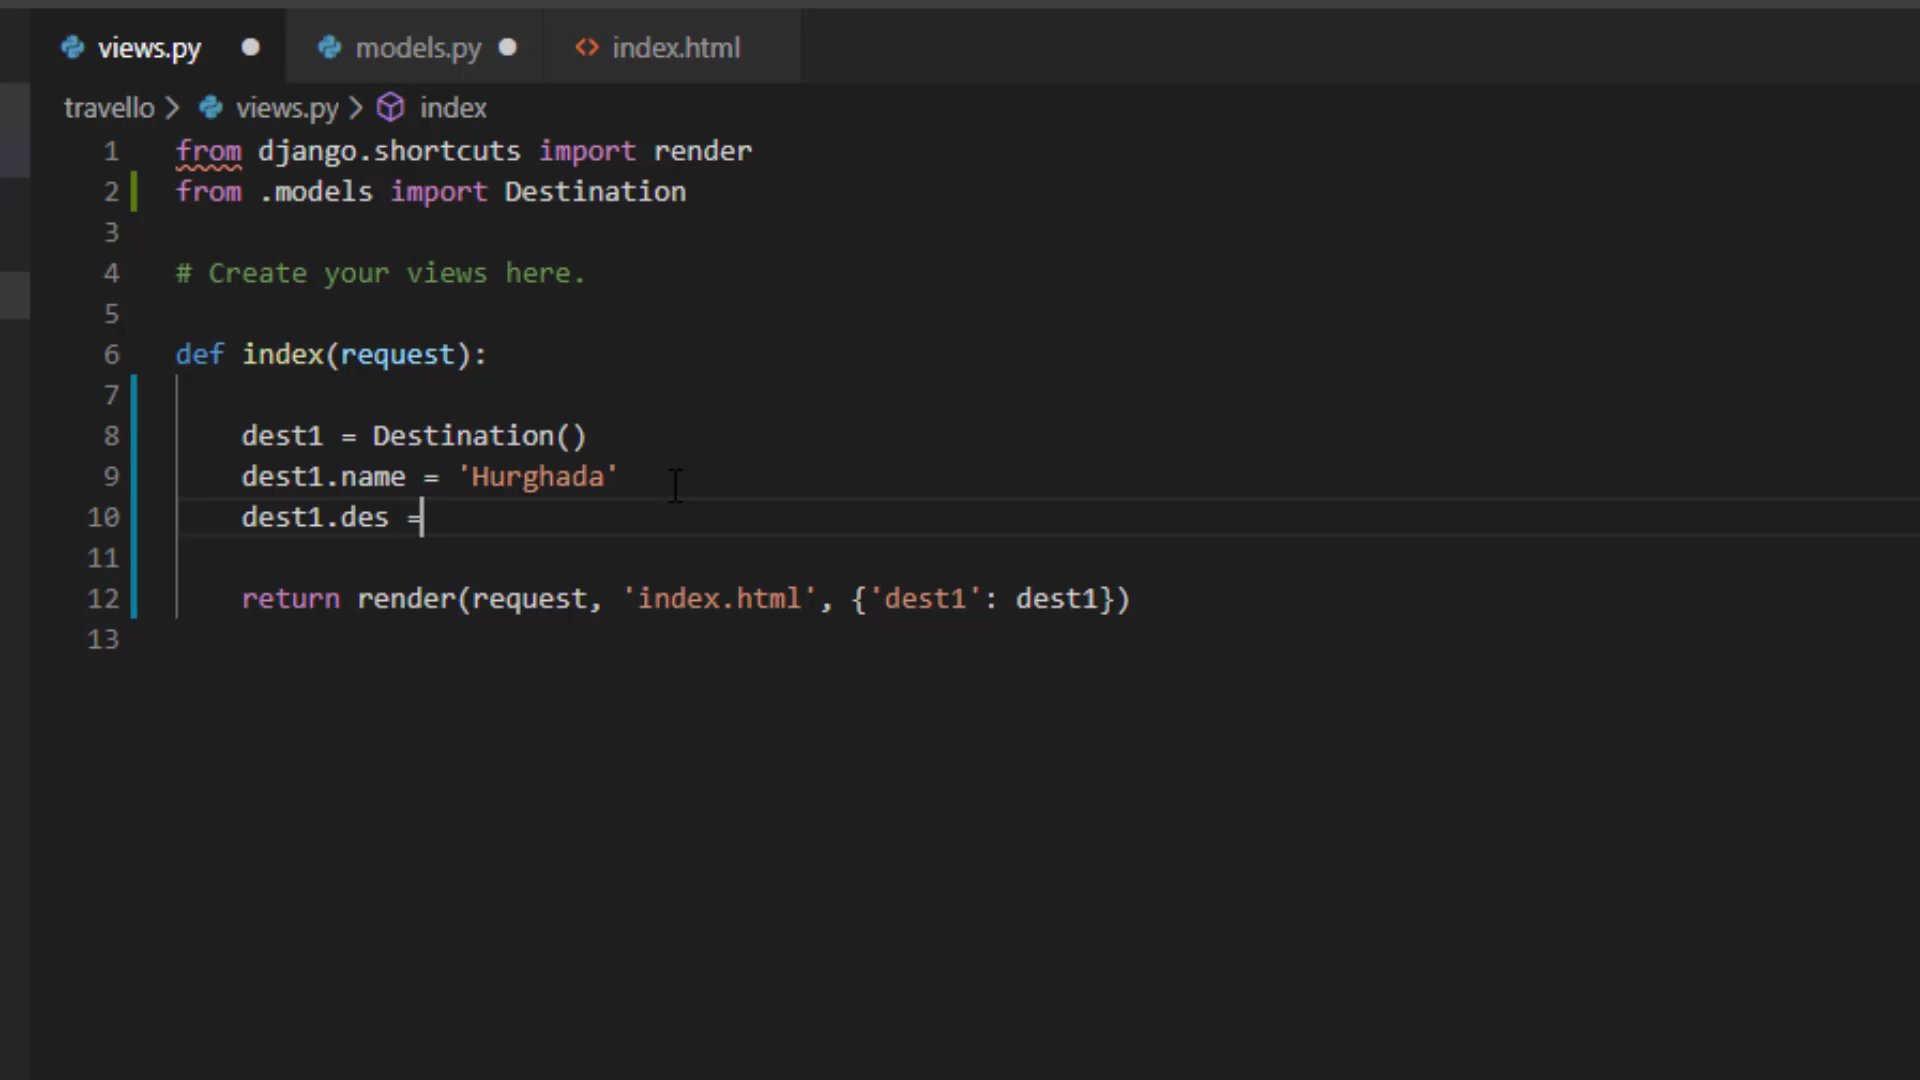 views.py models.py index.html
travello > views.py > index
1 from django.shortcuts import render
2 from .models import Destination
3
4 # Create your views here.
5
6 def index(request):
7
8 dest1 = Destination()
9 dest1.name = 'Hurghada'
10 dest1.des =
11
12 return render(request, 'index.html', {'dest1': dest1})
13